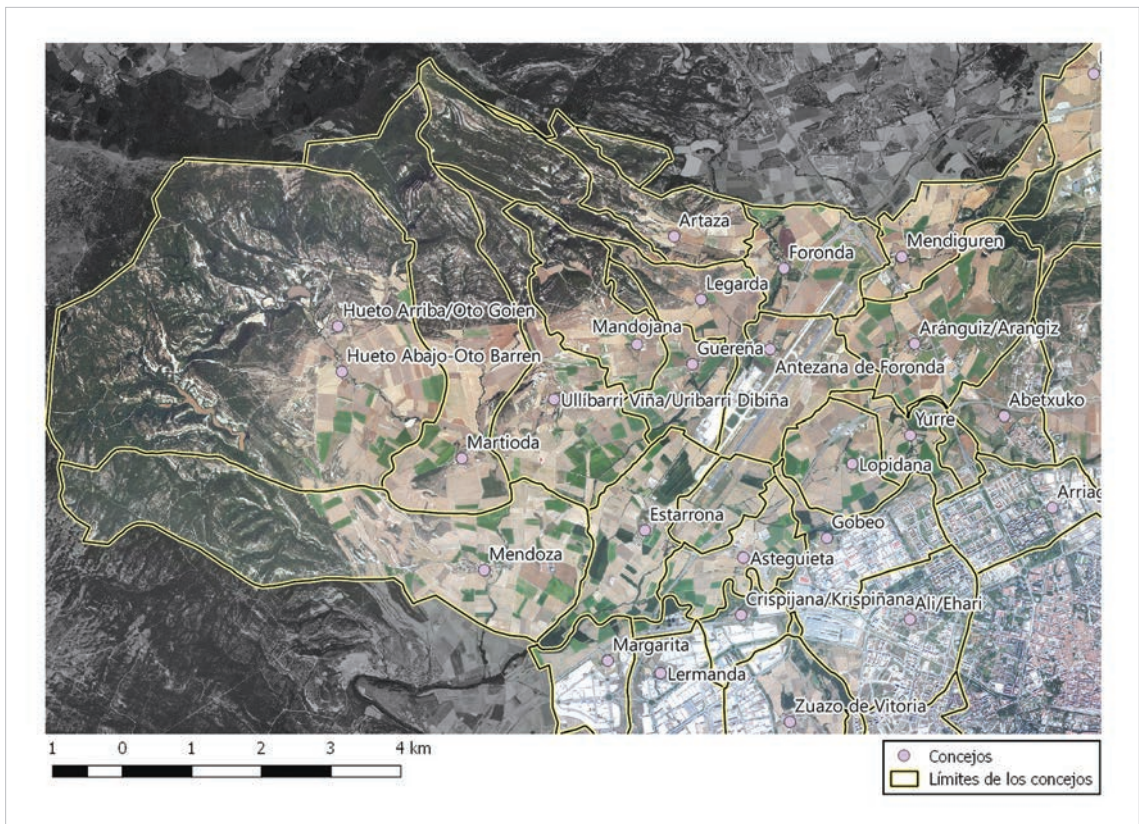 Artaza
Foronda
Mendiguren
Legarda
Hueto Arriba/Oto Goien
Mandojana
Aránguiz/Arangiz
Hueto Abajo-Oto Barren
Guereña
Antezana de Foronda
Ullíbarri Viña/Uribarri Dibiña
Abetxuko
Yurre
Martioda
Lopidana
Arriag
Estarrona
Gobeo
Mendoza
Asteguieta
Crispijana/Krispiñana
Ali/Ehari
Margarita
Lermanda
Zuazo de Vitoria
1 0 1 2 3 4 km
Concejos
Límites de los concejos